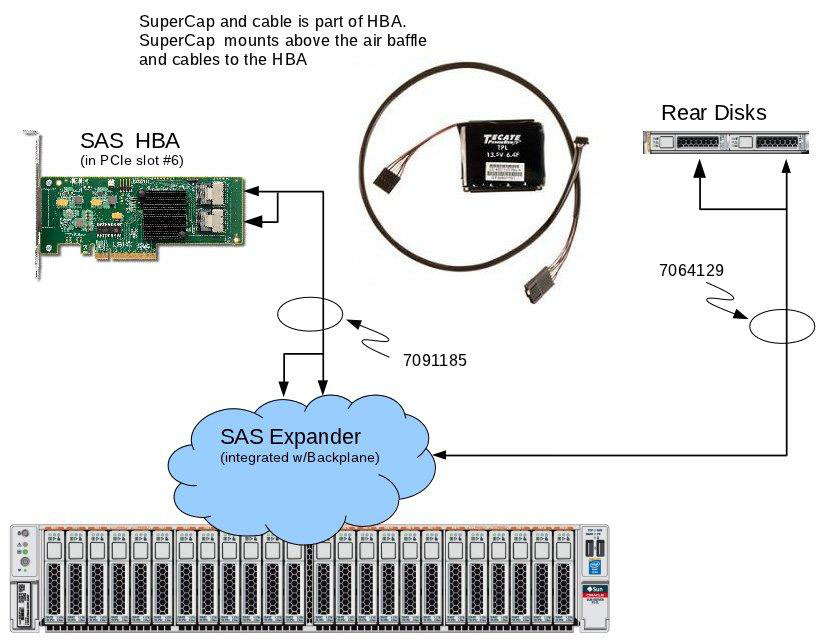 SuperCap and cable is part of HBA.
SuperCap mounts above the air baffle
and cables to the HBA
Rear Disks
SAS HBA
(in PCIe slot #6)
TECATE
TPL
13.5V 6.4F
7064129
7091185
SAS Expander
(integrated w/Backplane)
Sun
ORACLE